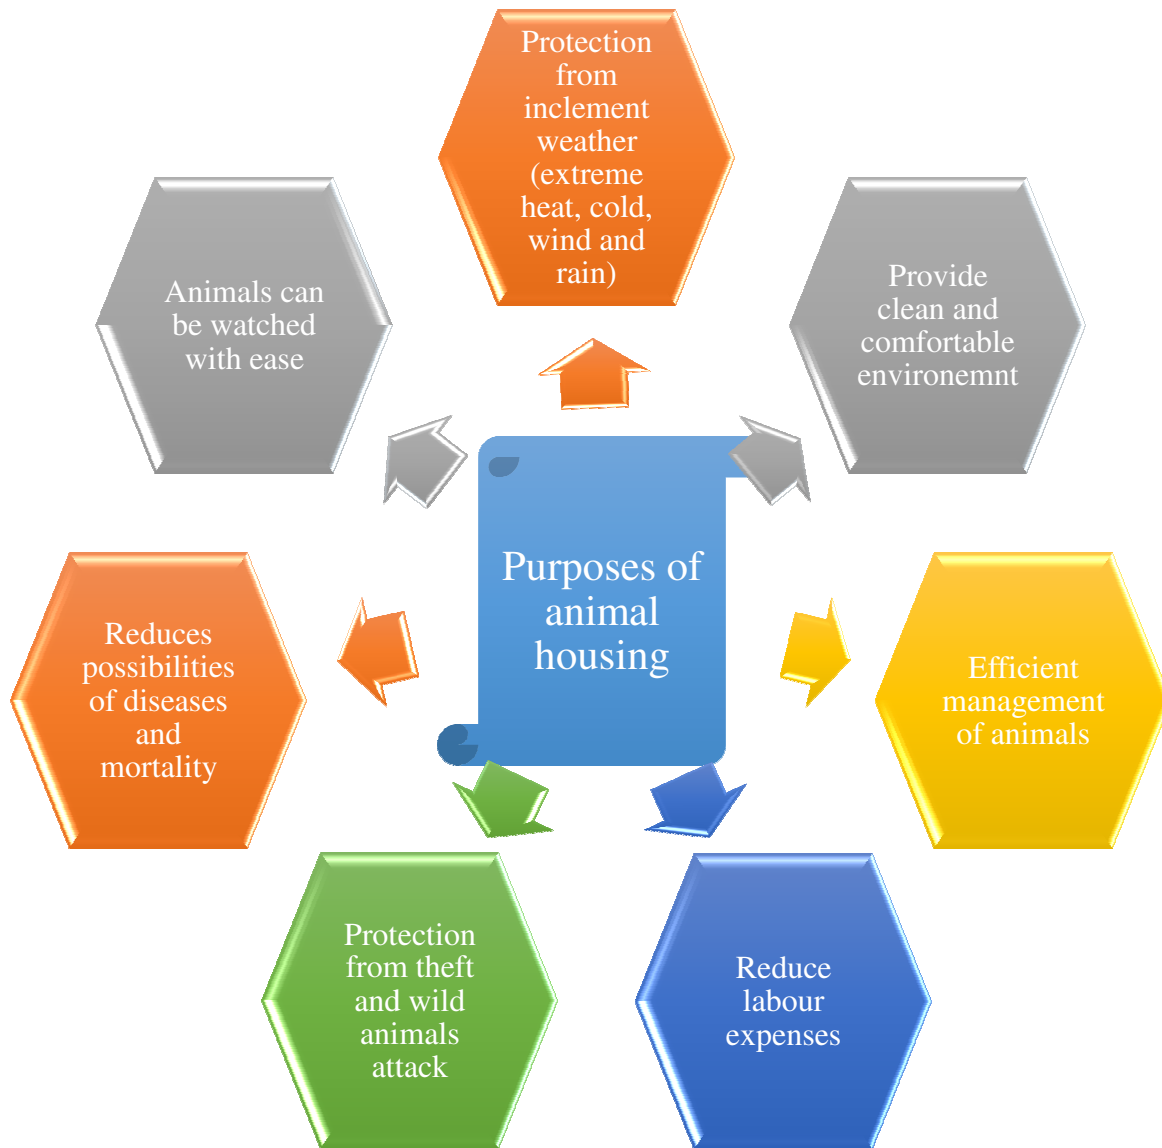 Protection
from
inclement
weather
(extreme
heat, cold,
wind and
rain)
Provide
clean and
comfortable
environemnt
Efficient
management
of animals
Reduce
labour
expenses
Protection
from theft
and wild
animals
attack
Reduces
possibilities
of diseases
and
mortality
Animals can
be watched
with ease
Purposes of
animal
housing